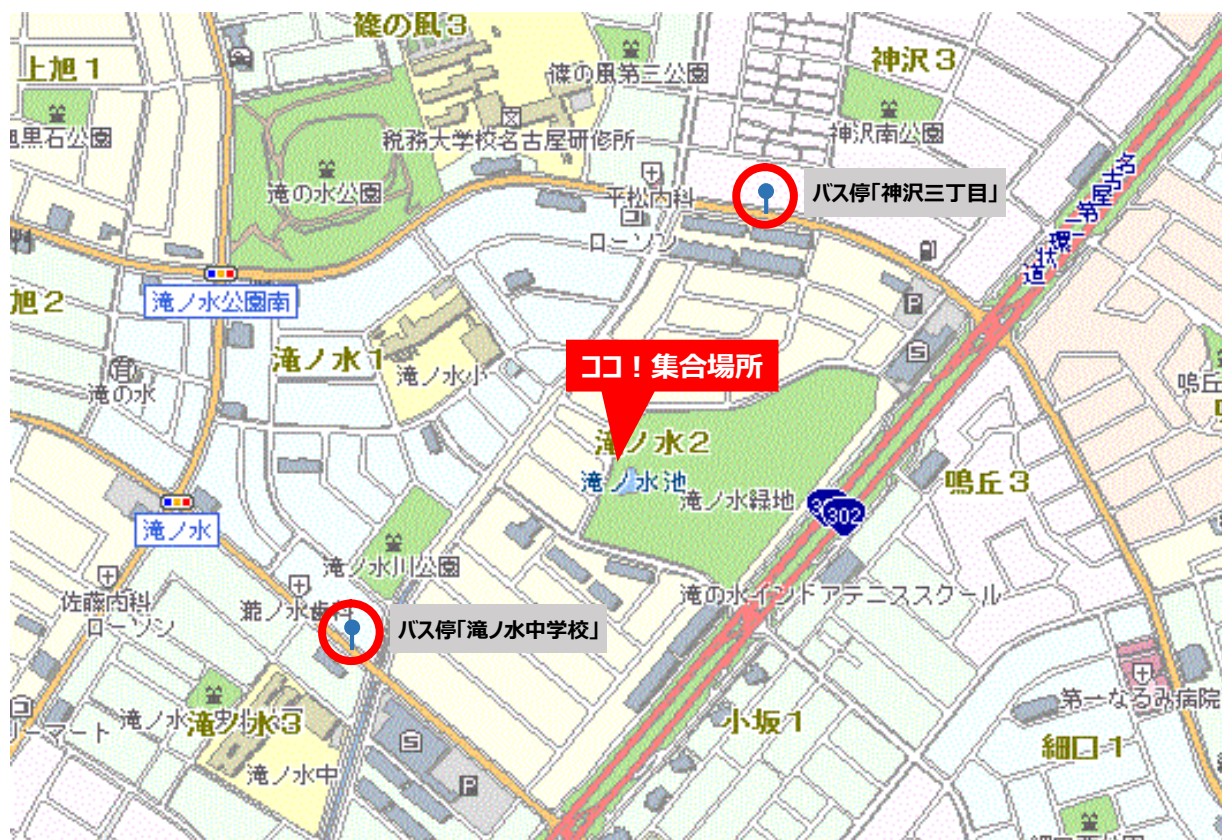 篠の風3
上旭1
神沢3
篠の風第三公園
黒石公園
税務大学校名古屋研修所
神沢南公園
滝の水公園
平松内科
バス停「神沢三丁目」
名古屋第二環状道
ローソン
滝ノ水公園南
旭2
ココ！集合場所
滝ノ水1
滝ノ水小
滝の水
鳴丘
滝ノ水2
滝ノ水池
滝ノ水緑地
鳴丘3
302
滝ノ水
滝ノ水川公園
佐藤内科
ローソン
滝の水インドアテニススクール
バス停「滝ノ水中学校」
第一なるみ病院
滝ノ水3
小坂1
細口1
滝ノ水中
P
P
S
S